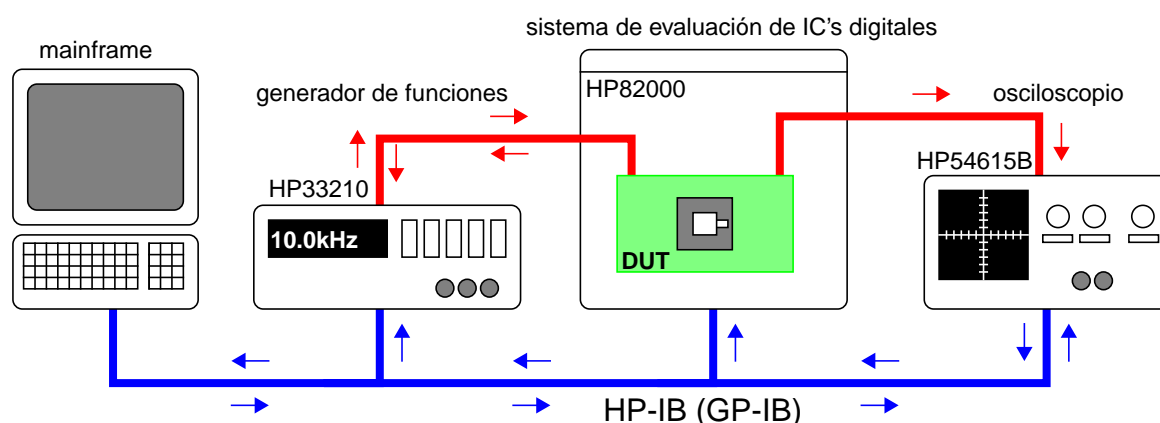 sistema de evaluación de IC's digitales
mainframe
generador de funciones
HP82000
osciloscopio
HP33210
HP54615B
10.0kHz
DUT
HP-IB (GP-IB)